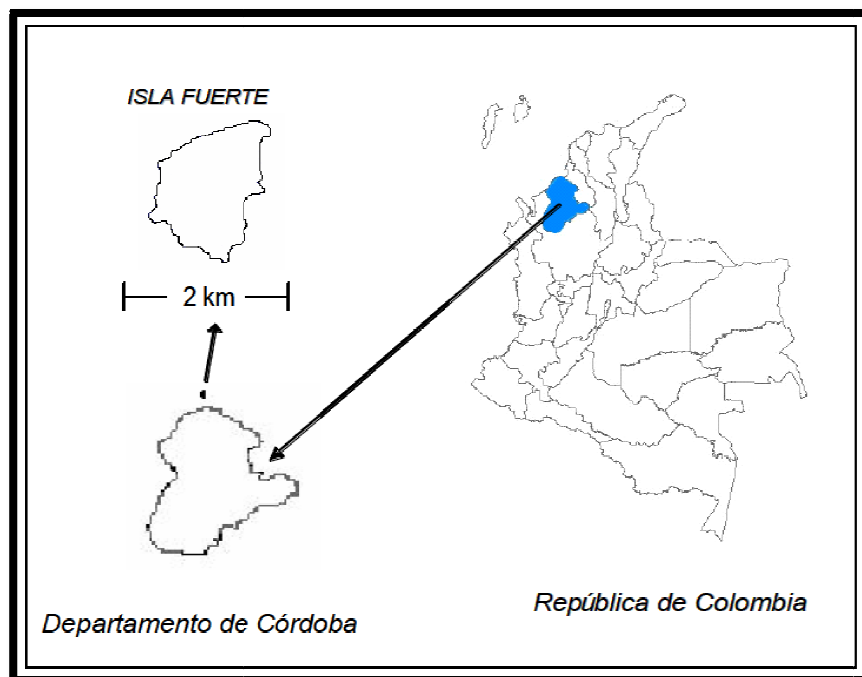 ISLA FUERTE
2 km
Departamento de Córdoba
República de Colombia